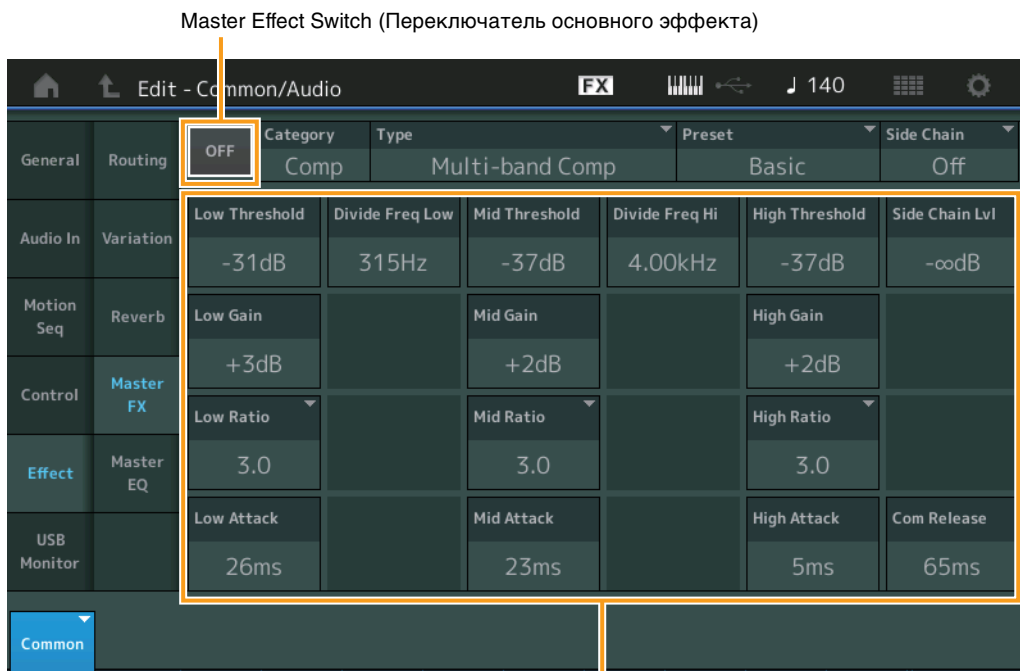 Master Effect Switch (Переключатель основного эффекта)
Edit - Common/Audio FX 140
General Routing OFF Category Comp Type Multi-band Comp Preset Basic Side Chain Off
Audio In Variation
Low Threshold Divide Freq Low Mid Threshold Divide Freq Hi High Threshold Side Chain Lvl
-31dB 315Hz -37dB 4.00kHz -37dB -∞dB
Motion Seq Reverb
Low Gain Mid Gain High Gain
+3dB +2dB +2dB
Control Master FX
Low Ratio Mid Ratio High Ratio
3.0 3.0 3.0
Effect Master EQ
Low Attack Mid Attack High Attack Com Release
26ms 23ms 5ms 65ms
USB Monitor
Common